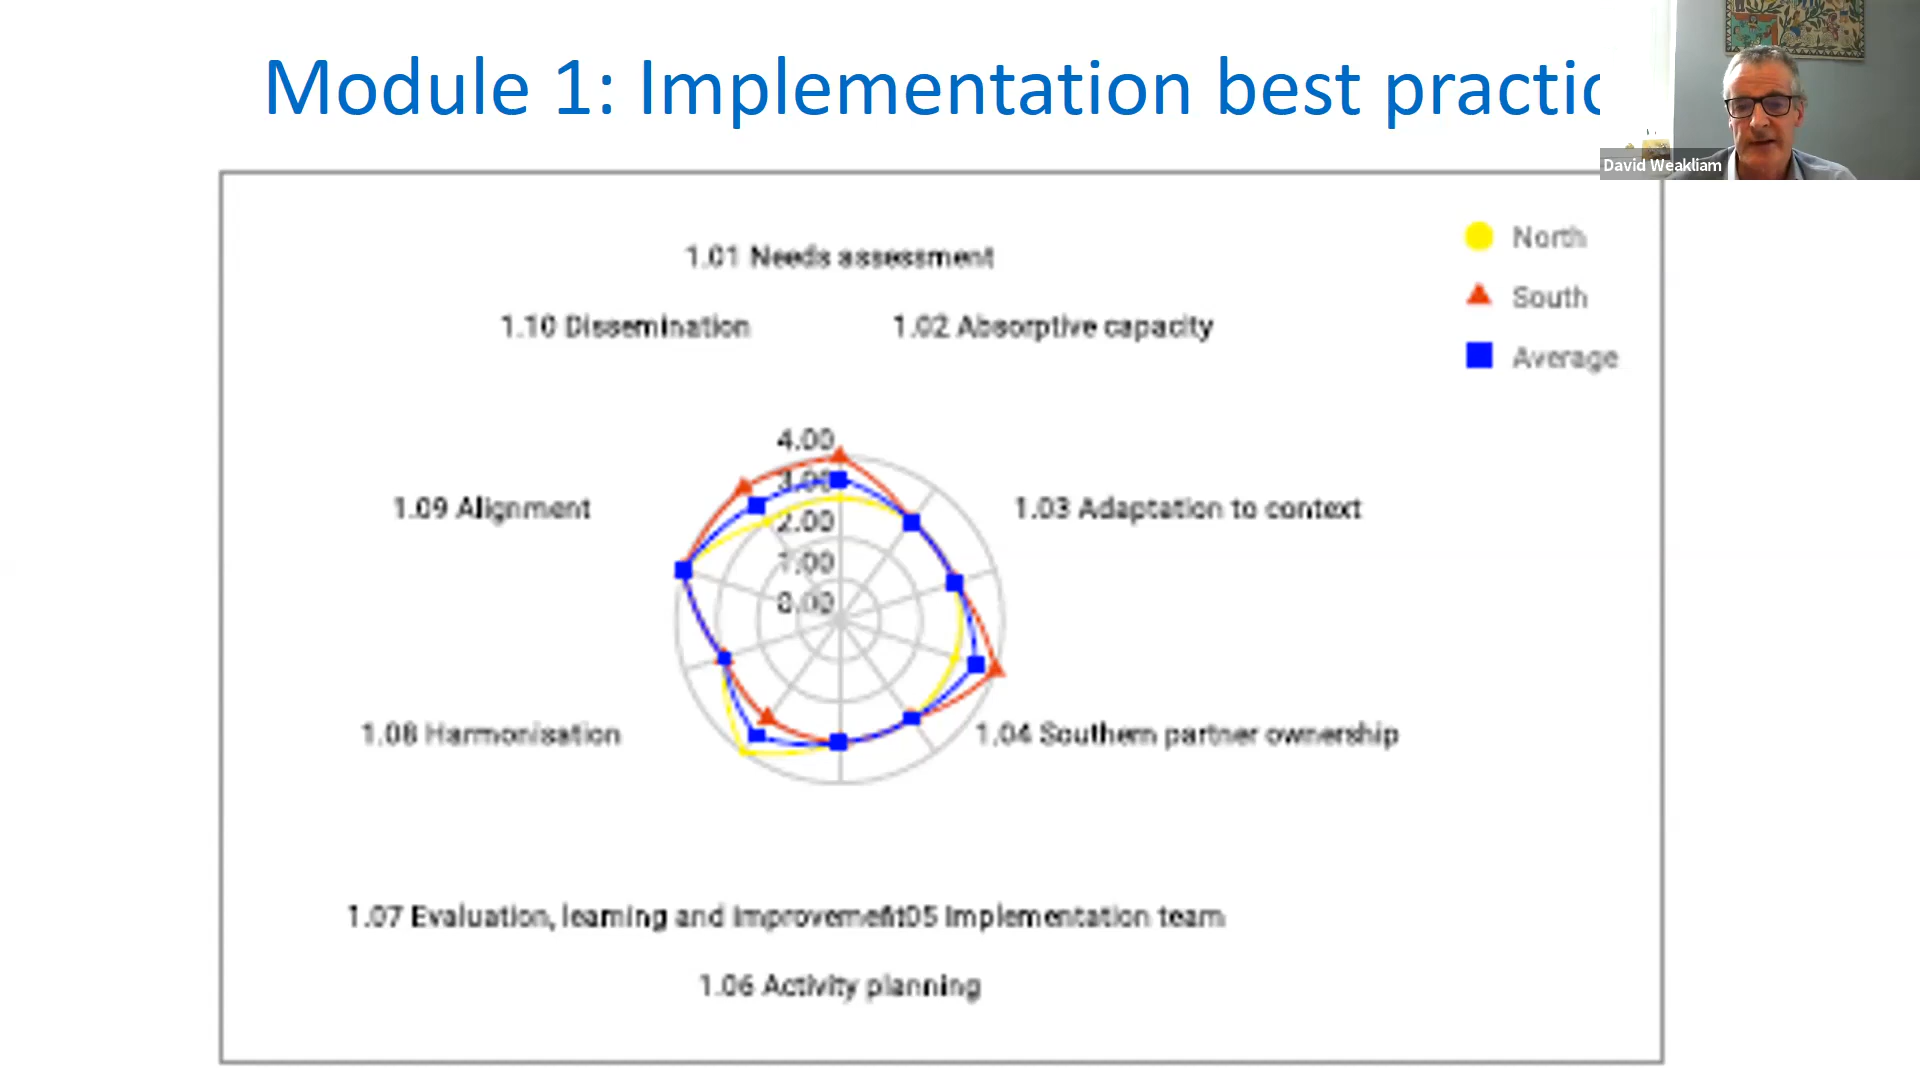 Module 1: Implementation best practic
David Weakliam
North
South
Average
1.01 Needs assessment
1.10 Dissemination
1.02 Absorptive capacity
4.00
3.00
2.00
1.00
0.00
1.09 Alignment
1.03 Adaptation to context
1.08 Harmonisation
1.04 Southern partner ownership
1.07 Evaluation, learning and improvement
05 Implementation team
1.06 Activity planning